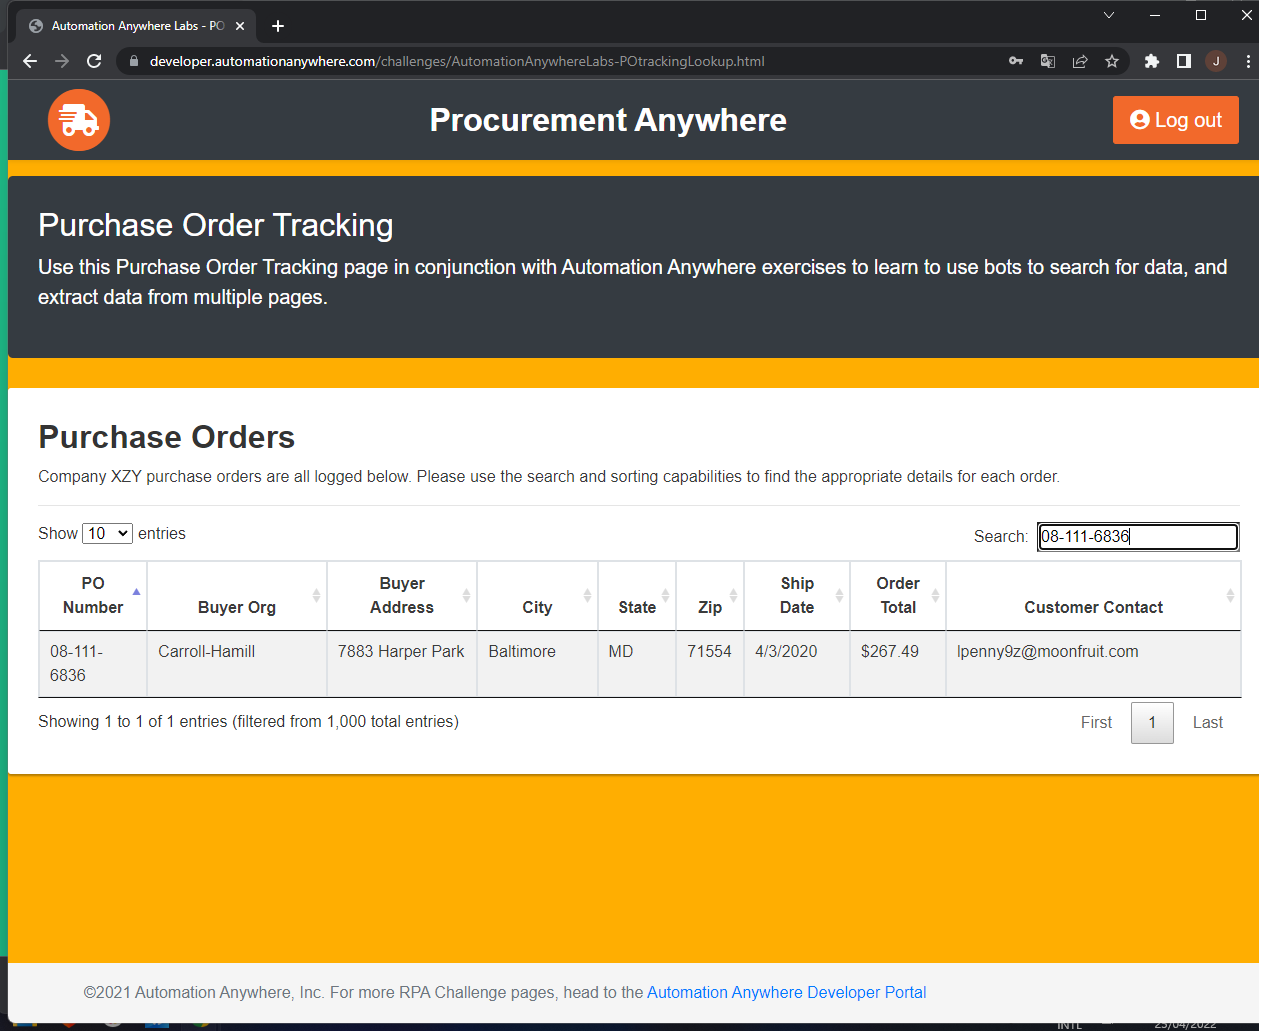 Automation Anywhere Labs - PO
developer.automationanywhere.com/challenges/AutomationAnywhereLabs-POtrackingLookup.html
J
Procurement Anywhere
Log out
Purchase Order Tracking
Use this Purchase Order Tracking page in conjunction with Automation Anywhere exercises to learn to use bots to search for data, and
extract data from multiple pages.
Purchase Orders
Company XZY purchase orders are all logged below. Please use the search and sorting capabilities to find the appropriate details for each order.
Show 10 entries
Search: 08-111-6836
PO Number Buyer Org Buyer Address City State Zip Ship Date Order Total Customer Contact
08-111-6836 Carroll-Hamill 7883 Harper Park Baltimore MD 71554 4/3/2020 $267.49 lpenny9z@moonfruit.com
Showing 1 to 1 of 1 entries (filtered from 1,000 total entries)
First 1 Last
©2021 Automation Anywhere, Inc. For more RPA Challenge pages, head to the Automation Anywhere Developer Portal
INTL
23/04/2022